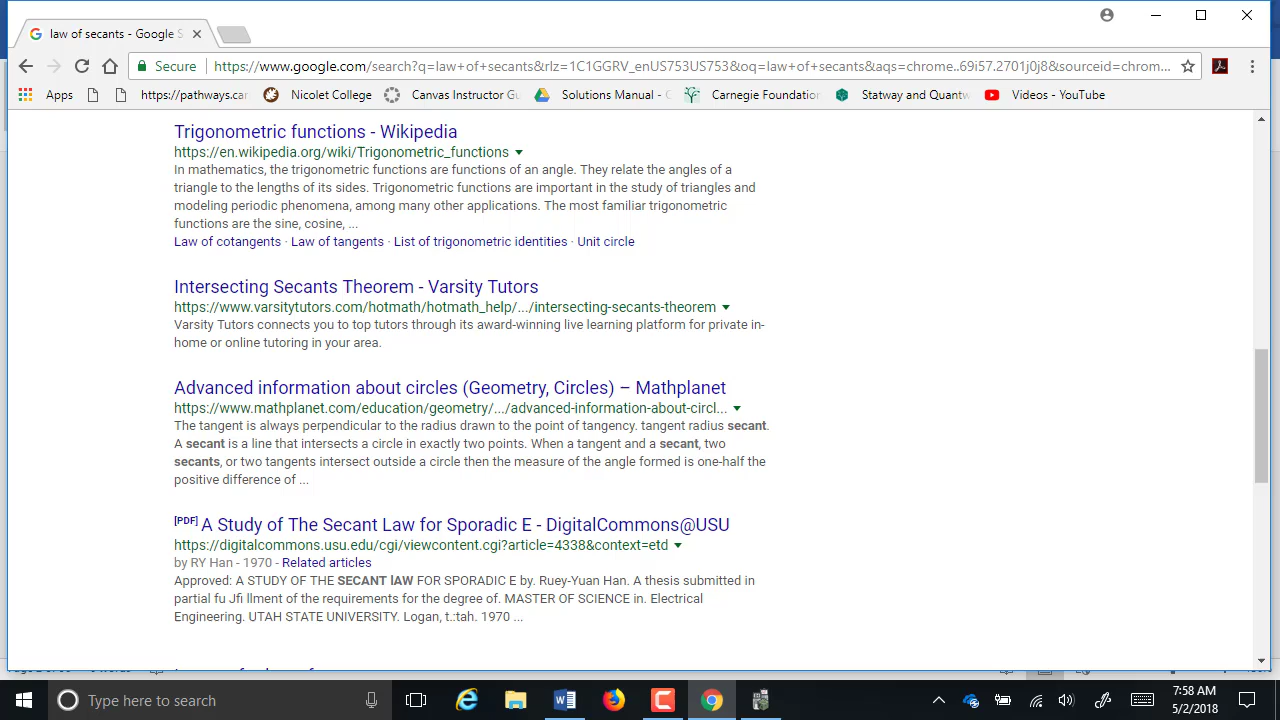 law of secants - Google S
Secure
https://www.google.com/search?q=law+of+secants&rlz=1C1GGRV_enUS753US753&oq=law+of+secants&aqs=chrome..69i57.2701j0j8&sourceid=chrom...
Apps
https://pathways.car
Nicolet College
Canvas Instructor Gu
Solutions Manual - C
Carnegie Foundation
Statway and Quantw
Videos - YouTube
Trigonometric functions - Wikipedia
https://en.wikipedia.org/wiki/Trigonometric_functions
In mathematics, the trigonometric functions are functions of an angle. They relate the angles of a
triangle to the lengths of its sides. Trigonometric functions are important in the study of triangles and
modeling periodic phenomena, among many other applications. The most familiar trigonometric
functions are the sine, cosine, ...
Law of cotangents · Law of tangents · List of trigonometric identities · Unit circle
Intersecting Secants Theorem - Varsity Tutors
https://www.varsitytutors.com/hotmath/hotmath_help/.../intersecting-secants-theorem
Varsity Tutors connects you to top tutors through its award-winning live learning platform for private in-
home or online tutoring in your area.
Advanced information about circles (Geometry, Circles) – Mathplanet
https://www.mathplanet.com/education/geometry/.../advanced-information-about-circl...
The tangent is always perpendicular to the radius drawn to the point of tangency. tangent radius secant.
A secant is a line that intersects a circle in exactly two points. When a tangent and a secant, two
secants, or two tangents intersect outside a circle then the measure of the angle formed is one-half the
positive difference of ...
[PDF] A Study of The Secant Law for Sporadic E - DigitalCommons@USU
https://digitalcommons.usu.edu/cgi/viewcontent.cgi?article=4338&context=etd
by RY Han - 1970 - Related articles
Approved: A STUDY OF THE SECANT lAW FOR SPORADIC E by. Ruey-Yuan Han. A thesis submitted in
partial fu Jfi llment of the requirements for the degree of. MASTER OF SCIENCE in. Electrical
Engineering. UTAH STATE UNIVERSITY. Logan, t.:tah. 1970 ...
Type here to search
7:58 AM
5/2/2018